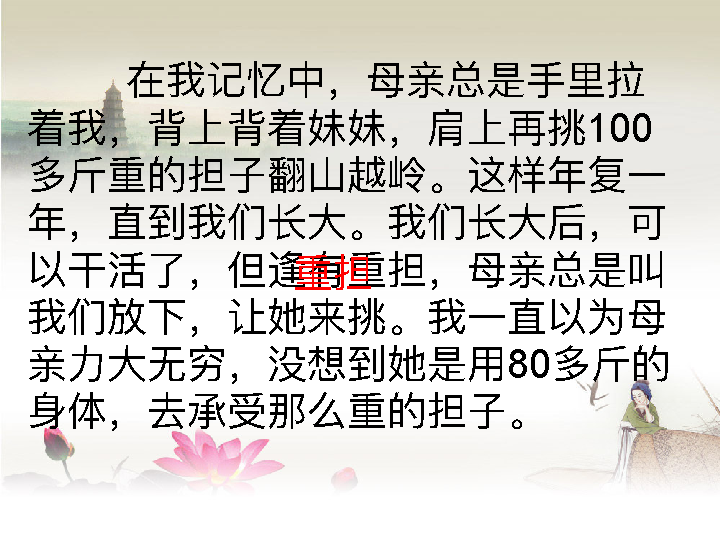 在我记忆中，母亲总是手里拉
着我，背上背着妹妹，肩上再挑100
多斤重的担子翻山越岭。这样年复一
年，直到我们长大。我们长大后，可
以干活了，但逢有重担，母亲总是叫
重担
我们放下，让她来挑。我一直以为母
亲力大无穷，没想到她是用80多斤的
身体，去承受那么重的担子。